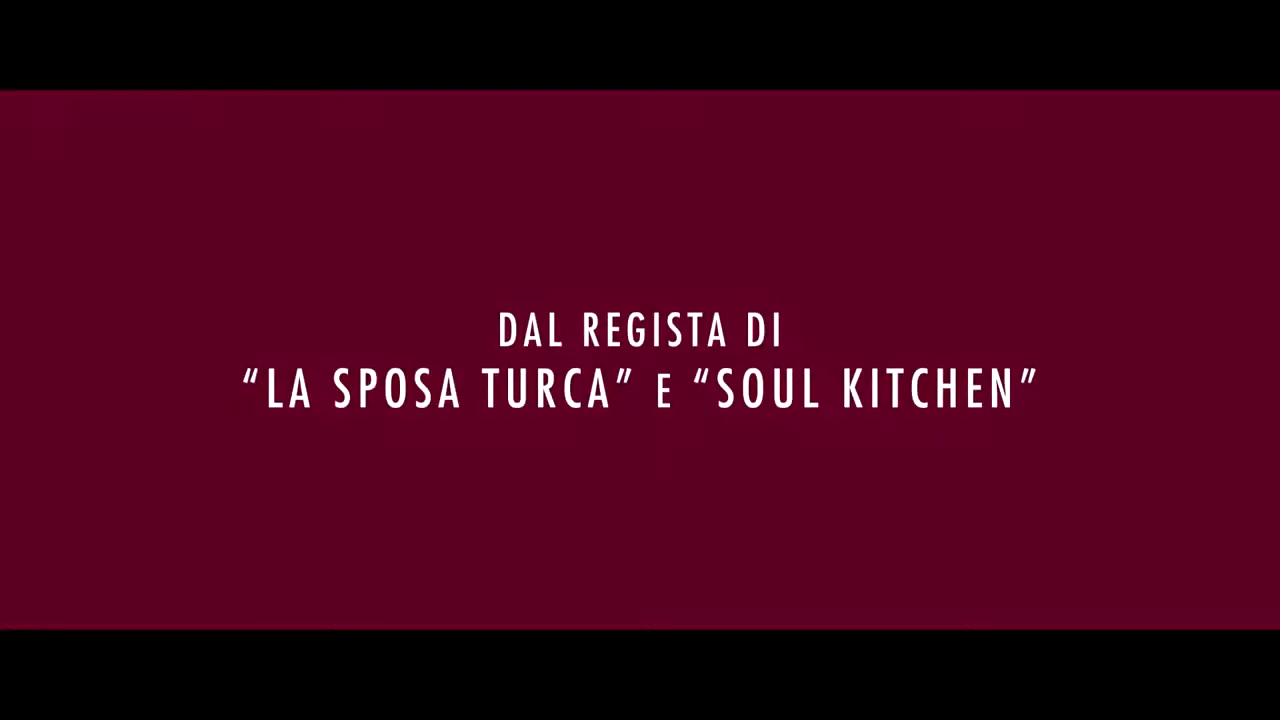 DAL REGISTA DI
“LA SPOSA TURCA” E “SOUL KITCHEN”